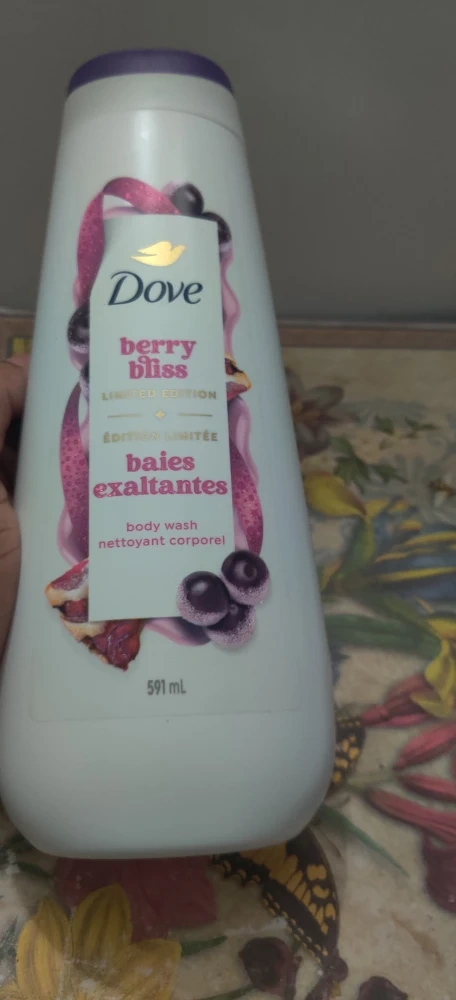 Dove
berry
bliss
LIMITED EDITION
ÉDITION LIMITÉE
baies
exaltantes
body wash
nettoyant corporel
591 mL